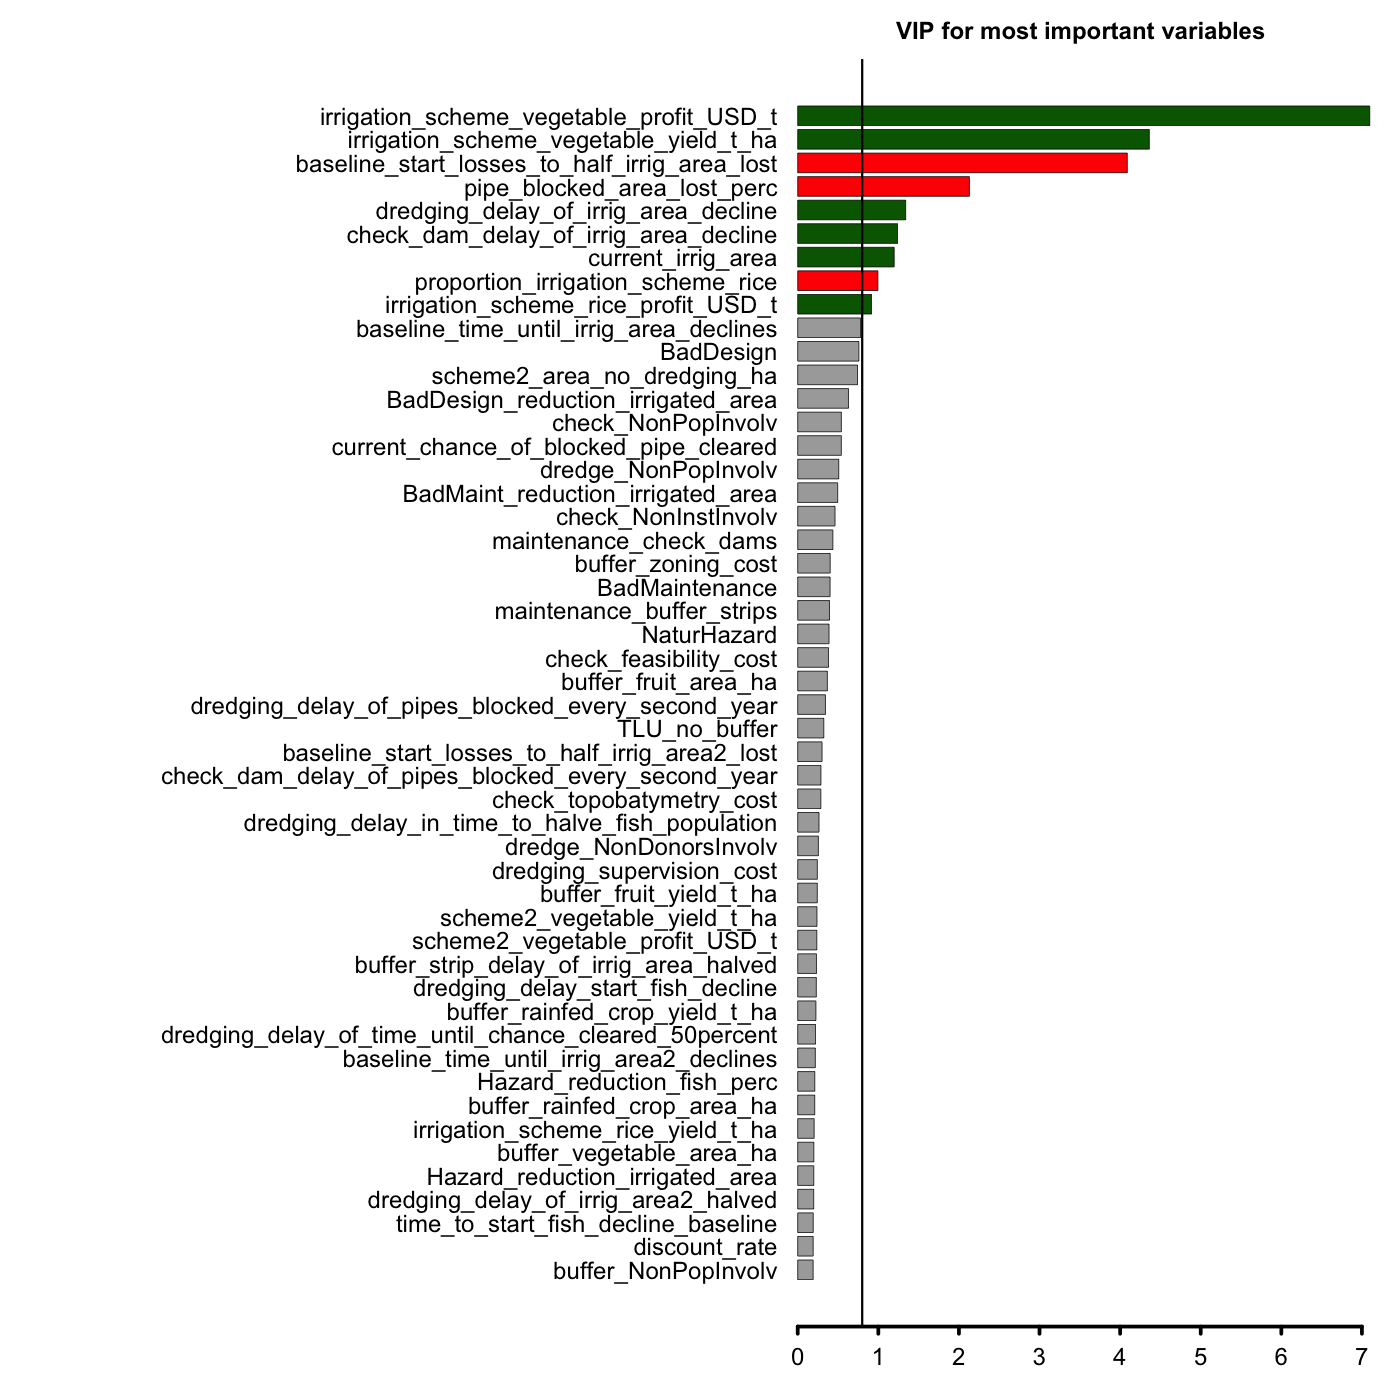 VIP for most important variables
irrigation_scheme_vegetable_profit_USD_t
irrigation_scheme_vegetable_yield_t_ha
baseline_start_losses_to_half_irrig_area_lost
pipe_blocked_area_lost_perc
dredging_delay_of_irrig_area_decline
check_dam_delay_of_irrig_area_decline
current_irrig_area
proportion_irrigation_scheme_rice
irrigation_scheme_rice_profit_USD_t
baseline_time_until_irrig_area_declines
BadDesign
scheme2_area_no_dredging_ha
BadDesign_reduction_irrigated_area
check_NonPopInvolv
current_chance_of_blocked_pipe_cleared
dredge_NonPopInvolv
BadMaint_reduction_irrigated_area
check_NonInstInvolv
maintenance_check_dams
buffer_zoning_cost
BadMaintenance
maintenance_buffer_strips
NaturHazard
check_feasibility_cost
buffer_fruit_area_ha
dredging_delay_of_pipes_blocked_every_second_year
TLU_no_buffer
baseline_start_losses_to_half_irrig_area2_lost
check_dam_delay_of_pipes_blocked_every_second_year
check_topobatymetry_cost
dredging_delay_in_time_to_halve_fish_population
dredge_NonDonorsInvolv
dredging_supervision_cost
buffer_fruit_yield_t_ha
scheme2_vegetable_yield_t_ha
scheme2_vegetable_profit_USD_t
buffer_strip_delay_of_irrig_area_halved
dredging_delay_start_fish_decline
buffer_rainfed_crop_yield_t_ha
dredging_delay_of_time_until_chance_cleared_50percent
baseline_time_until_irrig_area2_declines
Hazard_reduction_fish_perc
buffer_rainfed_crop_area_ha
irrigation_scheme_rice_yield_t_ha
buffer_vegetable_area_ha
Hazard_reduction_irrigated_area
dredging_delay_of_irrig_area2_halved
time_to_start_fish_decline_baseline
discount_rate
buffer_NonPopInvolv
0 1 2 3 4 5 6 7